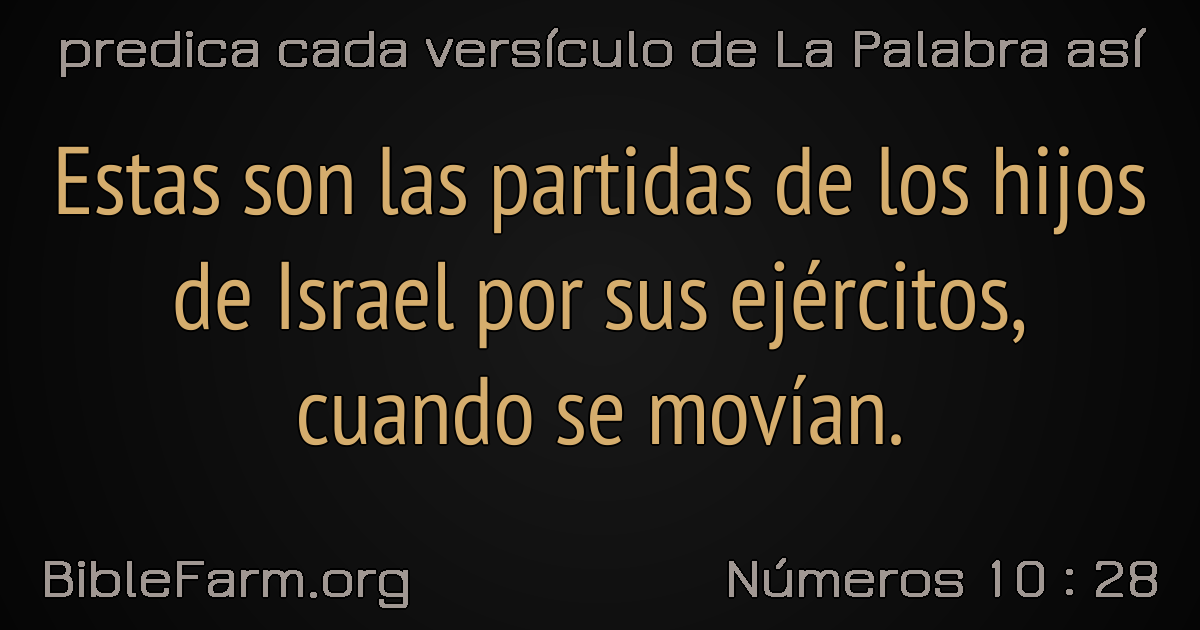 predica cada versículo de La Palabra así
Estas son las partidas de los hijos
de Israel por sus ejércitos,
cuando se movían.
BibleFarm.org
Números 10 : 28